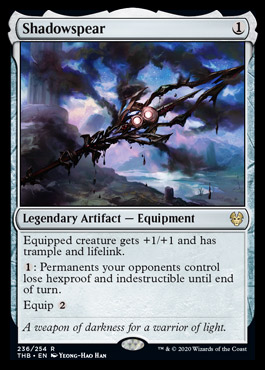 Shadowspear 1
Legendary Artifact — Equipment
Equipped creature gets +1/+1 and has
trample and lifelink.
1 : Permanents your opponents control
lose hexproof and indestructible until
end of turn.
Equip 2
A weapon of darkness for a warrior of light.
236/254 R
THB • EN Yeong-Hao Han
™ & © 2020 Wizards of the Coast